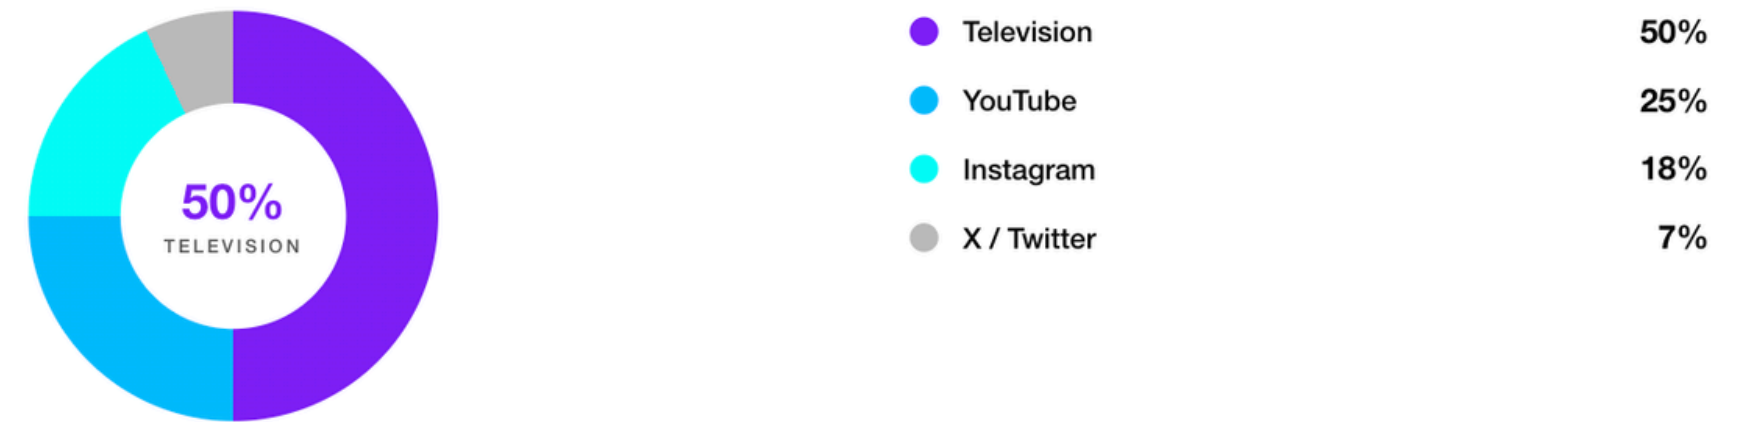 50%
TELEVISION
Television 50%
YouTube 25%
Instagram 18%
X / Twitter 7%